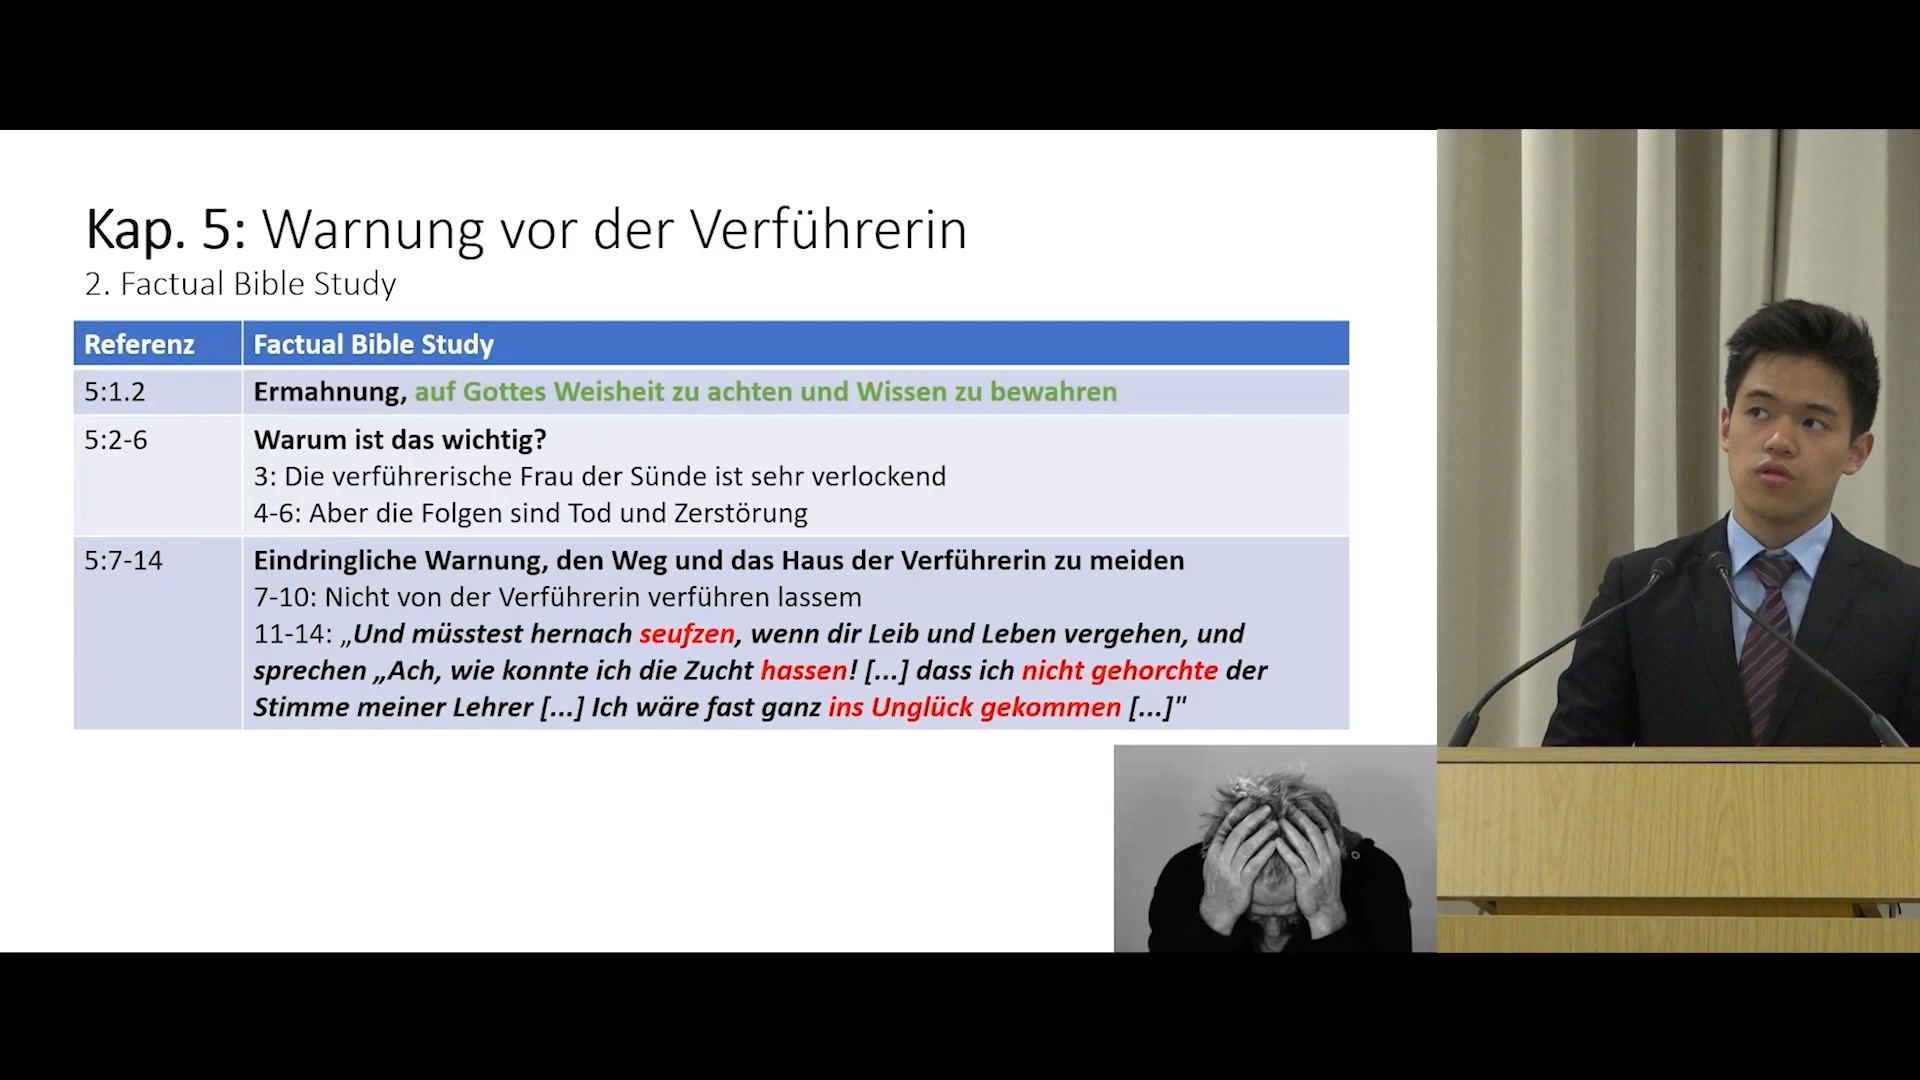 Kap. 5: Warnung vor der Verführerin
2. Factual Bible Study
Referenz
Factual Bible Study
5:1.2
Ermahnung, auf Gottes Weisheit zu achten und Wissen zu bewahren
5:2-6
Warum ist das wichtig?
3: Die verführerische Frau der Sünde ist sehr verlockend
4-6: Aber die Folgen sind Tod und Zerstörung
5:7-14
Eindringliche Warnung, den Weg und das Haus der Verführerin zu meiden
7-10: Nicht von der Verführerin verführen lassem
11-14: „Und müsstest hernach seufzen, wenn dir Leib und Leben vergehen, und
sprechen „Ach, wie konnte ich die Zucht hassen! [...] dass ich nicht gehorchte der
Stimme meiner Lehrer [...] Ich wäre fast ganz ins Unglück gekommen [...]"